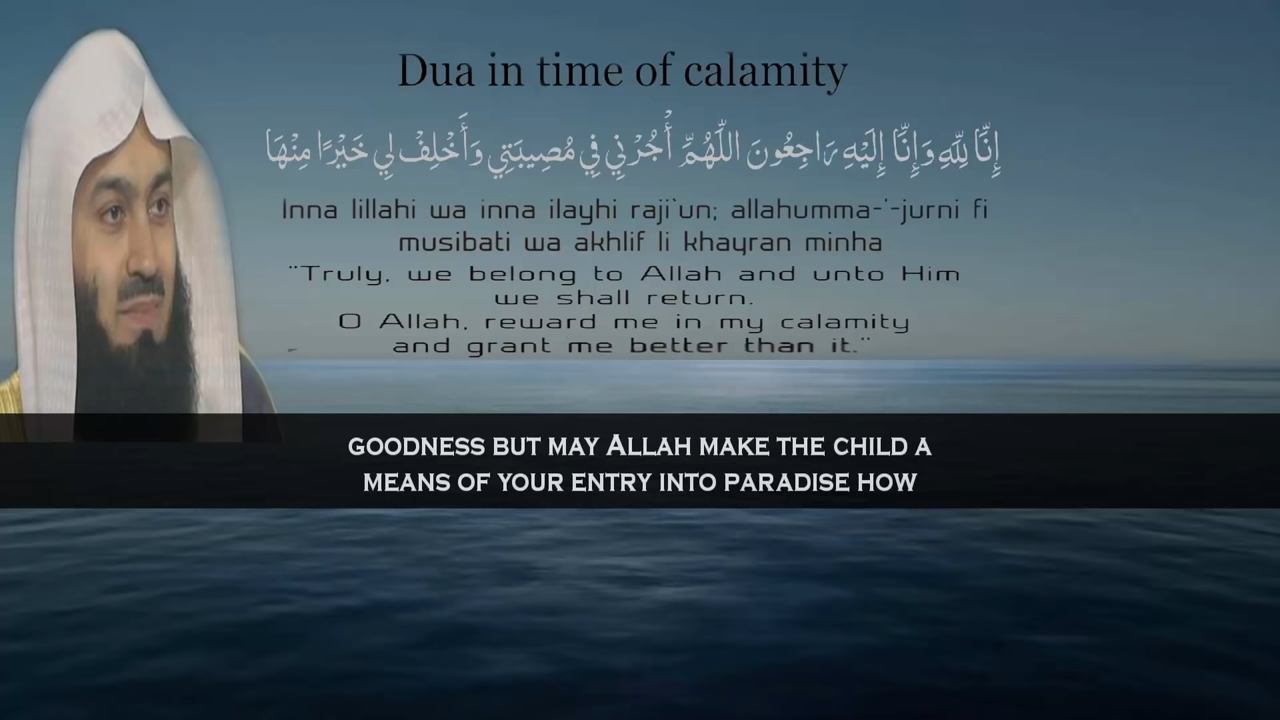 Dua in time of calamity
إِنَّا لِلَّهِ وَإِنَّا إِلَيْهِ رَاجِعُونَ اللَّهُمَّ أْجُرْنِي فِي مُصِيبَتِي وَأَخْلِفْ لِي خَيْرًا مِنْهَا
Inna lillahi wa inna ilayhi raji`un; allahumma-'-jurni fi
musibati wa akhlif li khayran minha
"Truly, we belong to Allah and unto Him
we shall return.
O Allah, reward me in my calamity
and grant me better than it."
GOODNESS BUT MAY ALLAH MAKE THE CHILD A
MEANS OF YOUR ENTRY INTO PARADISE HOW